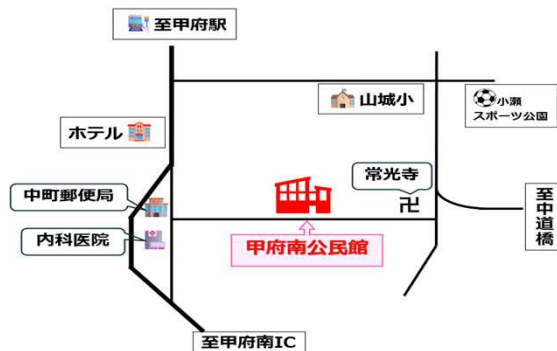 至甲府駅
山城小
小瀬
スポーツ公園
ホテル
常光寺
中町郵便局
卍
至中道橋
内科医院
甲府南公民館
至甲府南IC